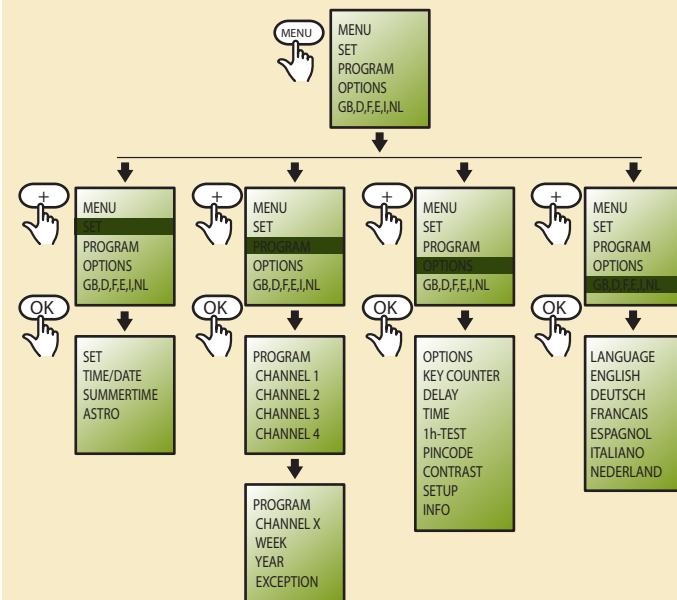 MENU
MENU
SET
PROGRAM
OPTIONS
GB,D,F,E,I,NL
+
MENU
SET
PROGRAM
OPTIONS
GB,D,F,E,I,NL
+
MENU
SET
PROGRAM
OPTIONS
GB,D,F,E,I,NL
+
MENU
SET
PROGRAM
OPTIONS
GB,D,F,E,I,NL
+
MENU
SET
PROGRAM
OPTIONS
GB,D,F,E,I,NL
OK
SET
TIME/DATE
SUMMERTIME
ASTRO
OK
PROGRAM
CHANNEL 1
CHANNEL 2
CHANNEL 3
CHANNEL 4
OK
OPTIONS
KEY COUNTER
DELAY
TIME
1h-TEST
PINCODE
CONTRAST
SETUP
INFO
OK
LANGUAGE
ENGLISH
DEUTSCH
FRANCAIS
ESPAGNOL
ITALIANO
NEDERLAND
PROGRAM
CHANNEL X
WEEK
YEAR
EXCEPTION